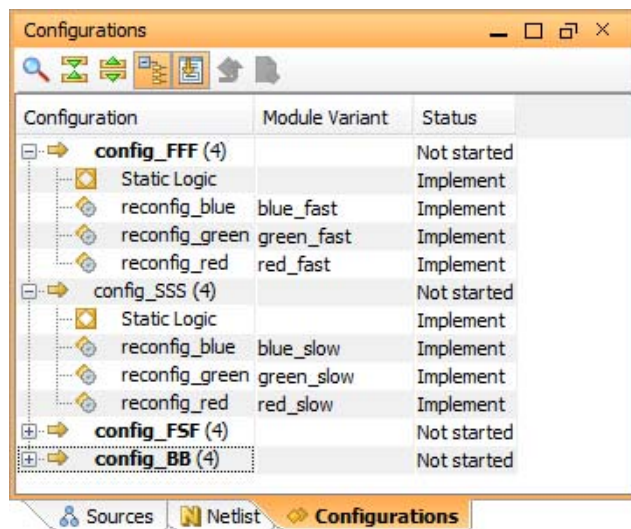 Configurations
Configuration Module Variant Status
config_FFF (4) Not started
Static Logic Implement
reconfig_blue blue_fast Implement
reconfig_green green_fast Implement
reconfig_red red_fast Implement
config_SSS (4) Not started
Static Logic Implement
reconfig_blue blue_slow Implement
reconfig_green green_slow Implement
reconfig_red red_slow Implement
config_FSF (4) Not started
config_BB (4) Not started
Sources Netlist Configurations